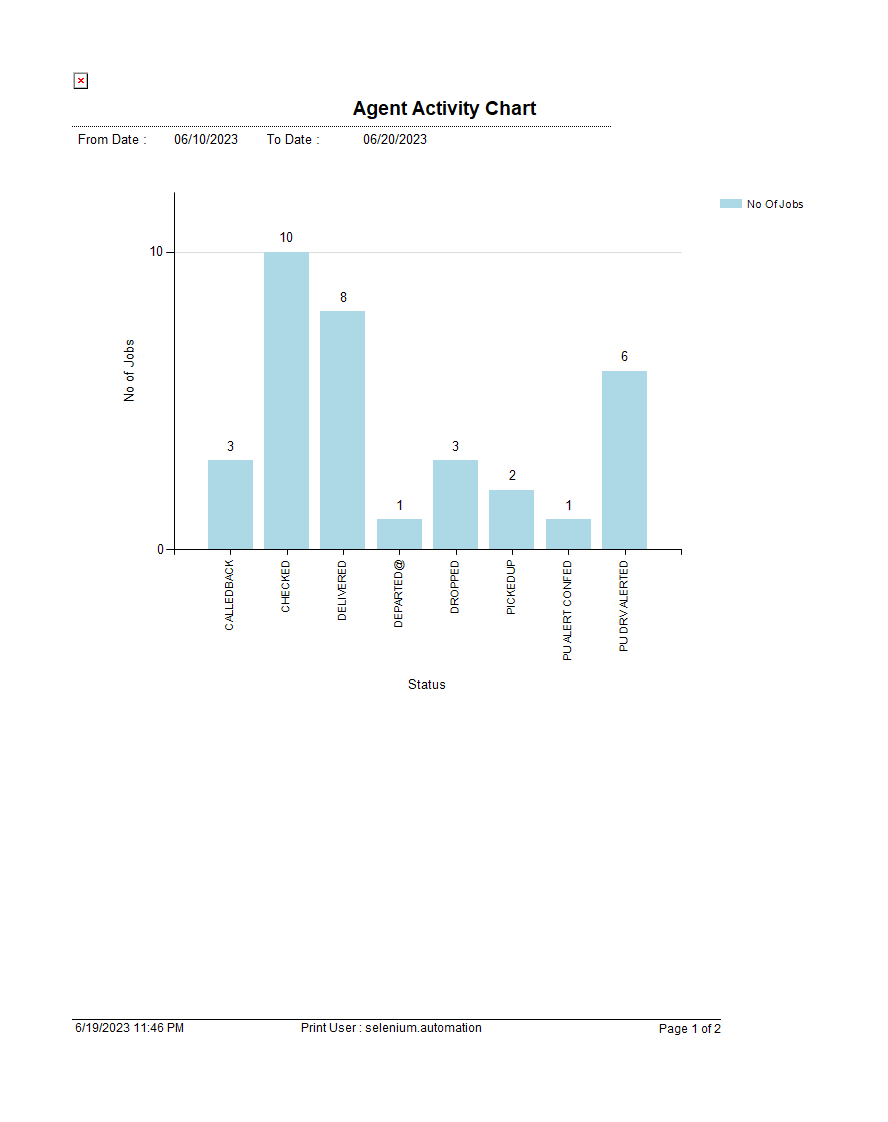 Agent Activity Chart
From Date : 06/10/2023 To Date : 06/20/2023
No Of Jobs
10
0
No of Jobs
3
10
8
1
3
2
1
6
CALLEDBACK
CHECKED
DELIVERED
DEPARTED@
DROPPED
PICKEDUP
PU ALERT CONFED
PU DRV ALERTED
Status
6/19/2023 11:46 PM Print User : selenium.automation Page 1 of 2